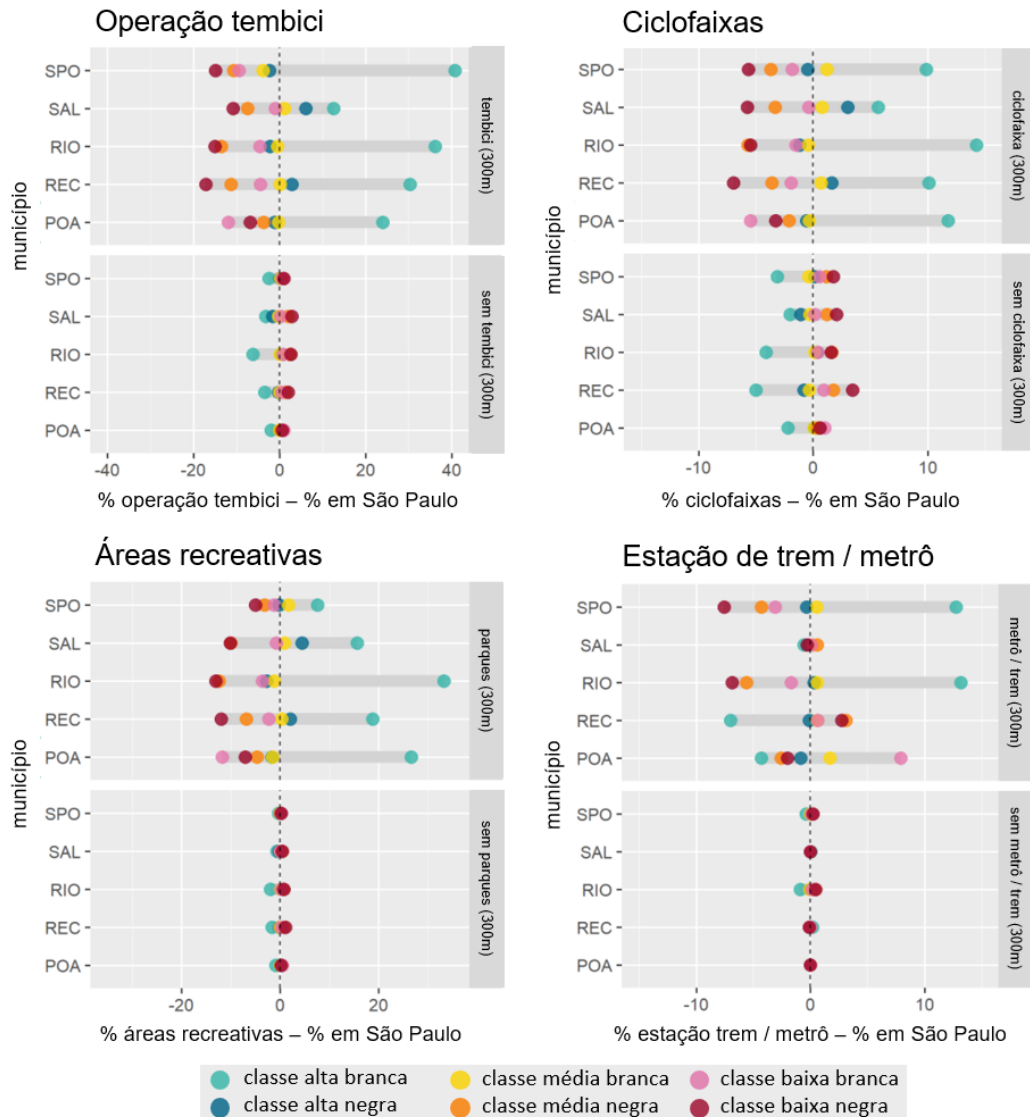 Operação tembici
SPO
SAL
RIO
REC
POA
tembici (300m)
SPO
SAL
RIO
REC
POA
sem tembici (300m)
município
-40
-20
0
20
40
% operação tembici – % em São Paulo
Ciclofaixas
SPO
SAL
RIO
REC
POA
ciclofaixa (300m)
SPO
SAL
RIO
REC
POA
sem ciclofaixa (300m)
município
-10
0
10
% ciclofaixas – % em São Paulo
Áreas recreativas
SPO
SAL
RIO
REC
POA
parques (300m)
SPO
SAL
RIO
REC
POA
sem parques (300m)
município
-20
0
20
% áreas recreativas – % em São Paulo
Estação de trem / metrô
SPO
SAL
RIO
REC
POA
metrô / trem (300m)
SPO
SAL
RIO
REC
POA
sem metrô / trem (300m)
município
-10
0
10
% estação trem / metrô – % em São Paulo
classe alta branca
classe média branca
classe baixa branca
classe alta negra
classe média negra
classe baixa negra